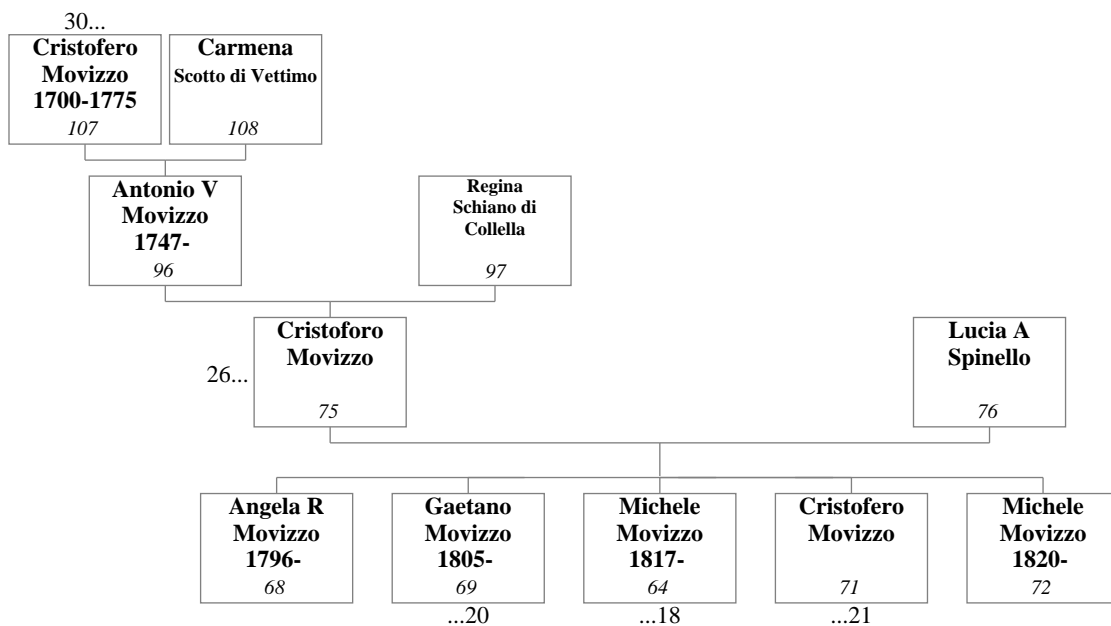 30...
Cristofero
Movizzo
1700-1775
107
Carmena
Scotto di Vettimo
108
Antonio V
Movizzo
1747-
96
Regina
Schiano di
Collella
97
26...
Cristoforo
Movizzo
75
Lucia A
Spinello
76
Angela R
Movizzo
1796-
68
Gaetano
Movizzo
1805-
69
...20
Michele
Movizzo
1817-
64
...18
Cristofero
Movizzo
71
...21
Michele
Movizzo
1820-
72